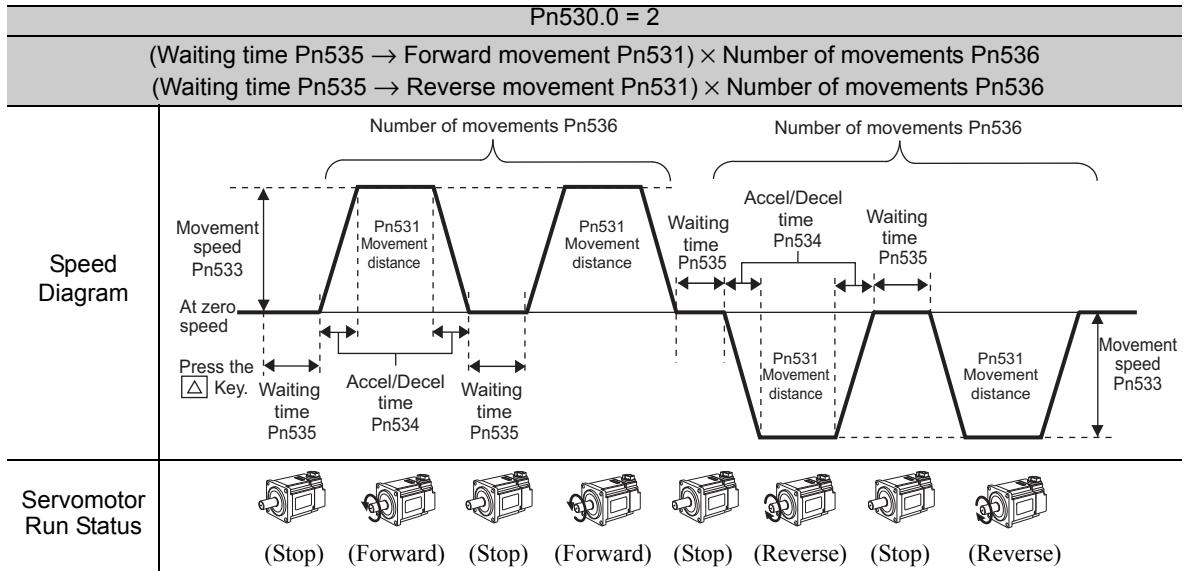 Pn530.0 = 2
(Waiting time Pn535 → Forward movement Pn531) × Number of movements Pn536
(Waiting time Pn535 → Reverse movement Pn531) × Number of movements Pn536
Speed
Diagram
Number of movements Pn536
Number of movements Pn536
Movement
speed
Pn533
Pn531
Movement
distance
Pn531
Movement
distance
Waiting
time
Pn535
Accel/Decel
time
Pn534
Waiting
time
Pn535
At zero
speed
Press the
△ Key.
Waiting
time
Pn535
Accel/Decel
time
Pn534
Waiting
time
Pn535
Pn531
Movement
distance
Pn531
Movement
distance
Movement
speed
Pn533
Servomotor
Run Status
(Stop) (Forward) (Stop) (Forward) (Stop) (Reverse) (Stop) (Reverse)